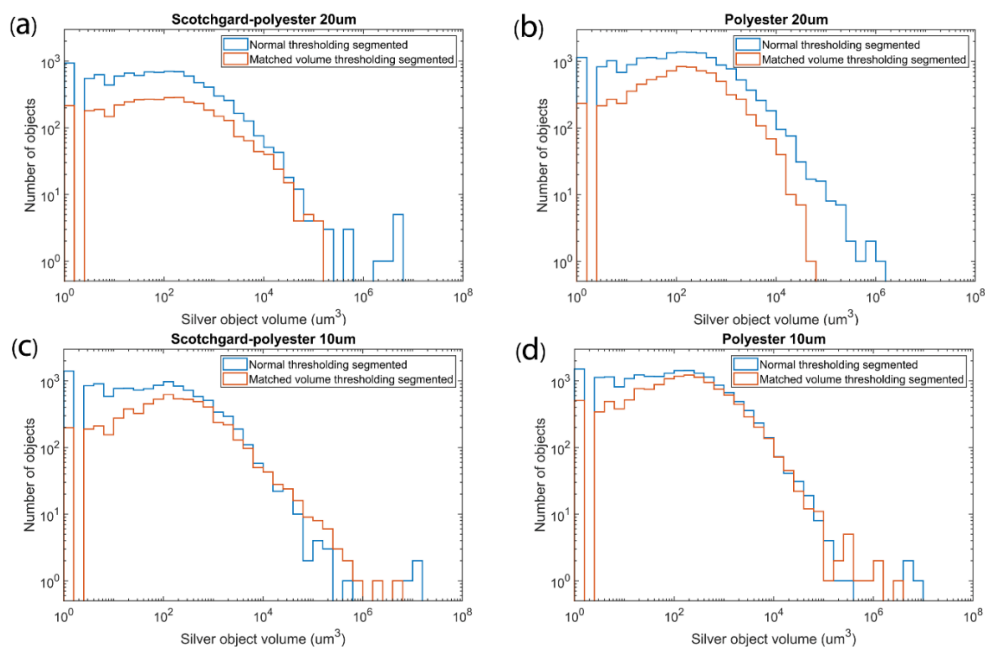 (a)
Scotchgard-polyester 20um
Normal thresholding segmented
Matched volume thresholding segmented
Number of objects
10³
10²
10¹
10⁰
10⁰ 10² 10⁴ 10⁶ 10⁸
Silver object volume (um³)
(b)
Polyester 20um
Normal thresholding segmented
Matched volume thresholding segmented
Number of objects
10³
10²
10¹
10⁰
10⁰ 10² 10⁴ 10⁶ 10⁸
Silver object volume (um³)
(c)
Scotchgard-polyester 10um
Normal thresholding segmented
Matched volume thresholding segmented
Number of objects
10³
10²
10¹
10⁰
10⁰ 10² 10⁴ 10⁶ 10⁸
Silver object volume (um³)
(d)
Polyester 10um
Normal thresholding segmented
Matched volume thresholding segmented
Number of objects
10³
10²
10¹
10⁰
10⁰ 10² 10⁴ 10⁶ 10⁸
Silver object volume (um³)